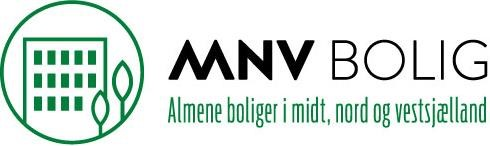 MNV BOLIG
Almene boliger i midt, nord og vestsjælland